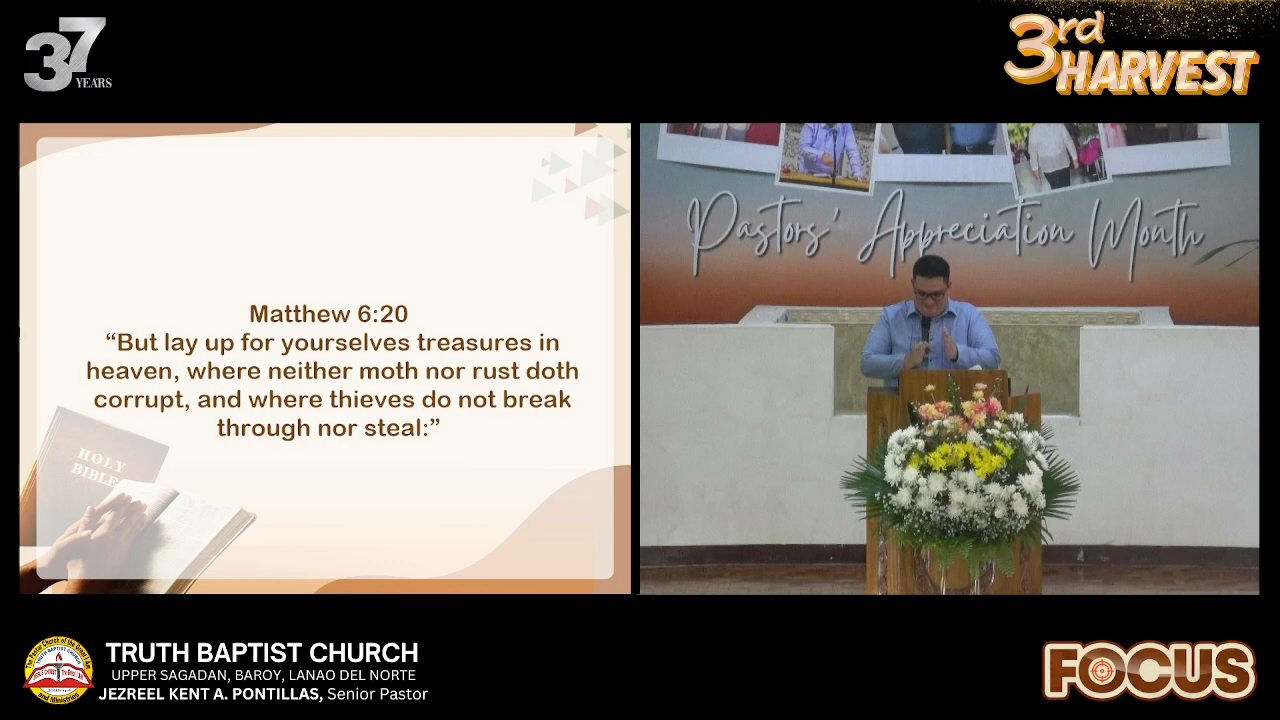 37
YEARS
3rd
HARVEST
Matthew 6:20
“But lay up for yourselves treasures in
heaven, where neither moth nor rust doth
corrupt, and where thieves do not break
through nor steal:”
HOLY
BIBLE
Pastors' Appreciation Month
TRUTH BAPTIST CHURCH
UPPER SAGADAN, BAROY, LANAO DEL NORTE
JEZREEL KENT A. PONTILLAS, Senior Pastor
FOCUS